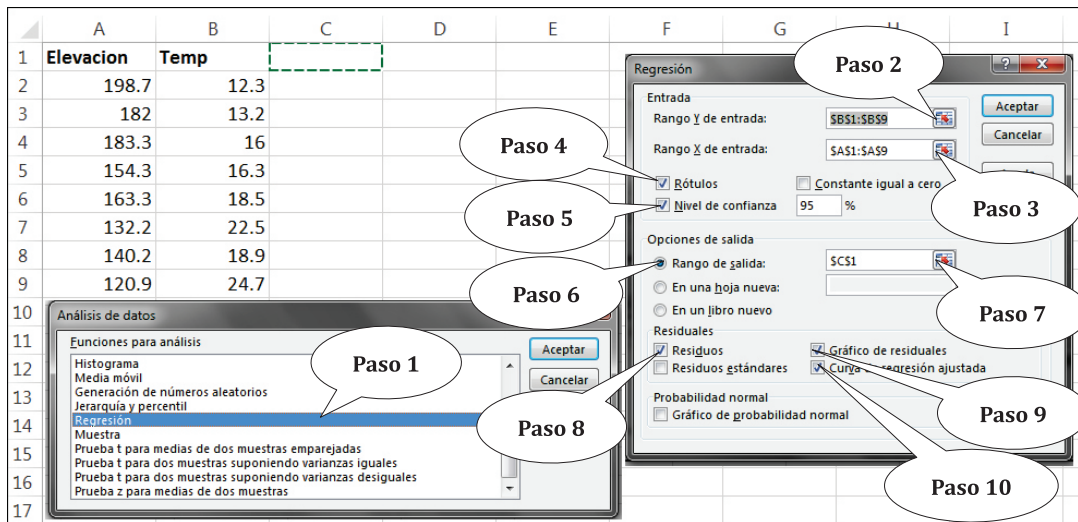 A B C D E F G H I
1 Elevacion Temp
2 198.7 12.3
3 182 13.2
4 183.3 16
5 154.3 16.3
6 163.3 18.5
7 132.2 22.5
8 140.2 18.9
9 120.9 24.7
10
11
12
13
14
15
16
17
Análisis de datos
Funciones para análisis
Histograma
Media móvil
Generación de números aleatorios
Jerarquía y percentil
Regresión
Muestra
Prueba t para medias de dos muestras emparejadas
Prueba t para dos muestras suponiendo varianzas iguales
Prueba t para dos muestras suponiendo varianzas desiguales
Prueba z para medias de dos muestras
Aceptar
Cancelar
Paso 1
Regresión
? X
Paso 2
Entrada
Rango Y de entrada: $B$1:$B$9
Rango X de entrada: $A$1:$A$9
Aceptar
Cancelar
Paso 4
Rótulos
Constante igual a cero
Paso 5
Nivel de confianza 95 %
Paso 3
Opciones de salida
Rango de salida: $C$1
En una hoja nueva:
En un libro nuevo
Paso 6
Paso 7
Residuales
Residuos
Gráfico de residuales
Residuos estándares
Curva de regresión ajustada
Probabilidad normal
Gráfico de probabilidad normal
Paso 8
Paso 9
Paso 10